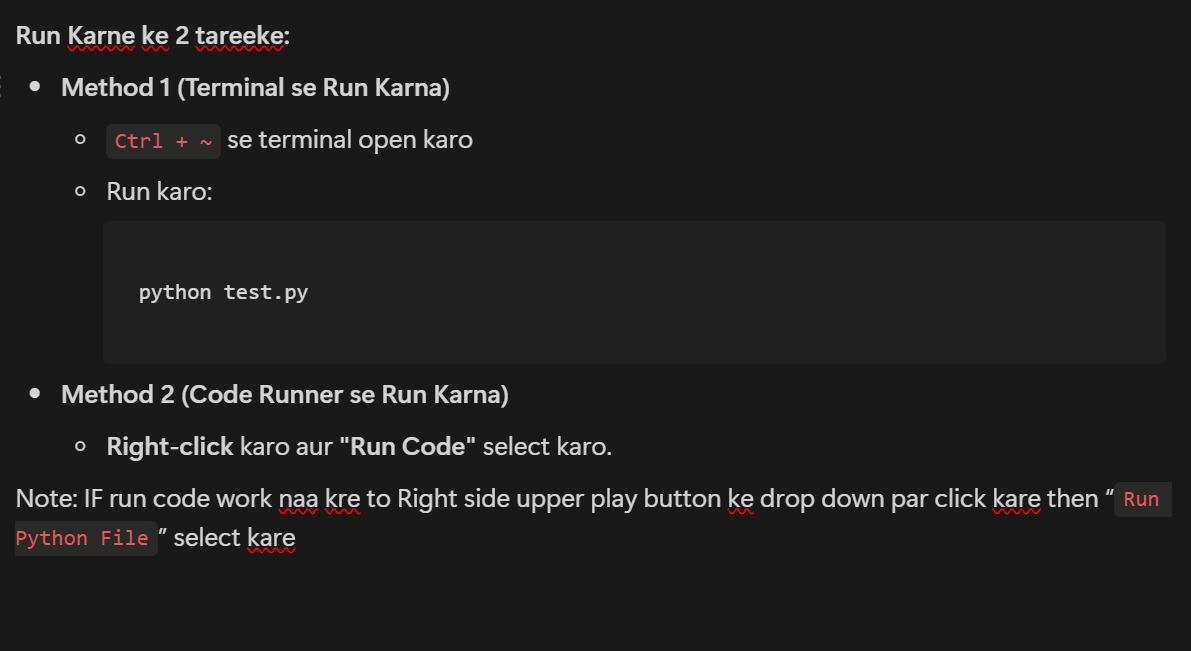 Run Karne ke 2 tareeke:
Method 1 (Terminal se Run Karna)
Ctrl + ~ se terminal open karo
Run karo:
python test.py
Method 2 (Code Runner se Run Karna)
Right-click karo aur "Run Code" select karo.
Note: IF run code work naa kre to Right side upper play button ke drop down par click kare then “Run
Python File” select kare